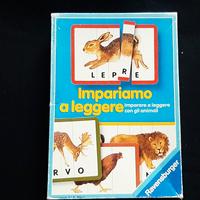 LEPRE
Impariamo
a leggere
imparare a leggere
con gli animali
RVO
Ravensburger